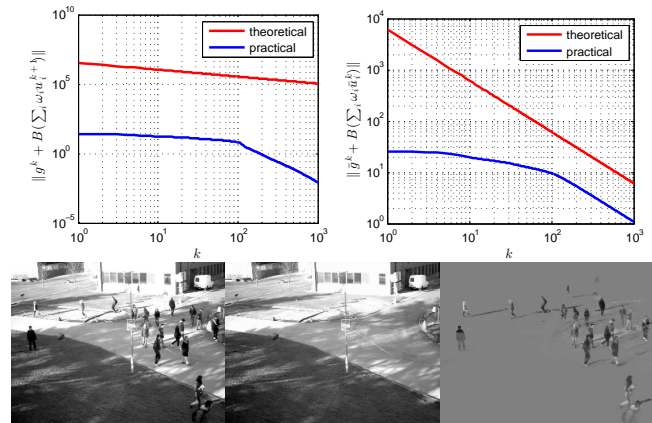 10^10
10^5
10^0
10^-5
10^0
10^1
10^2
10^3
theoretical
practical
‖g^k + B(∑_i ω_i u_i^{k+1})‖
k
10^4
10^3
10^2
10^1
10^0
10^0
10^1
10^2
10^3
theoretical
practical
‖ḡ^k + B(∑_i ω_i ū_i^k)‖
k